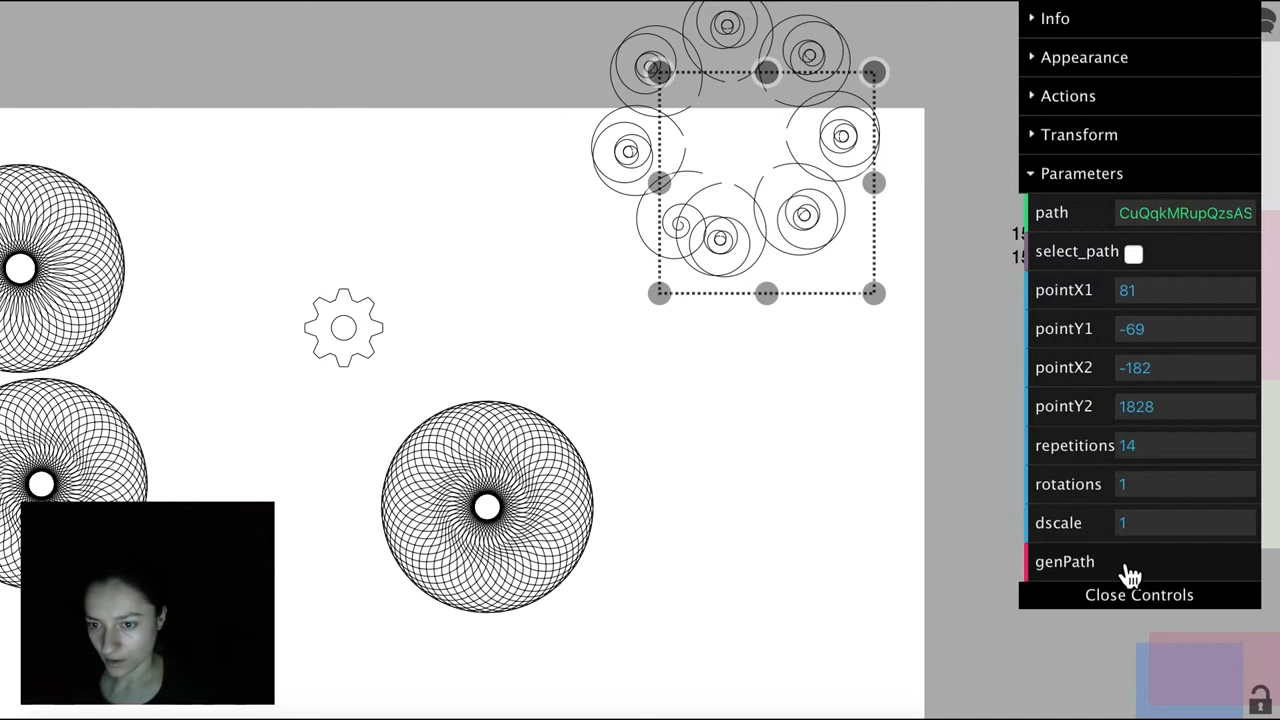 Info
Appearance
Actions
Transform
Parameters
path CuQqkMRupQzsAS
select_path
pointX1 81
pointY1 -69
pointX2 -182
pointY2 1828
repetitions 14
rotations 1
dscale 1
genPath
Close Controls